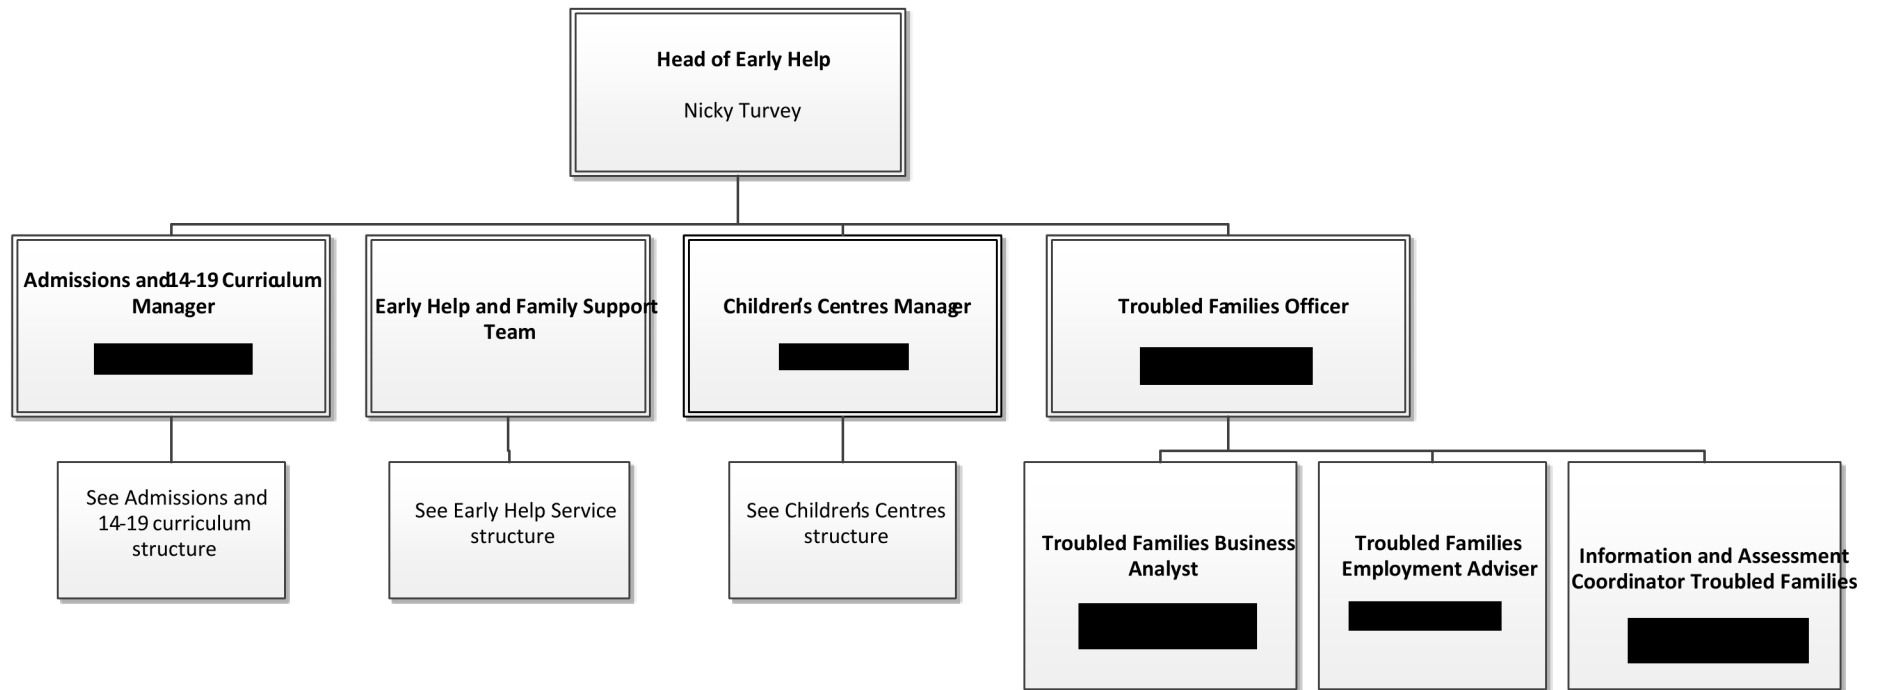 Head of Early Help
Nicky Turvey
Admissions and 14-19 Curriculum
Manager
Early Help and Family Support
Team
Children's Centres Manager
Troubled Families Officer
See Admissions and
14-19 curriculum
structure
See Early Help Service
structure
See Children's Centres
structure
Troubled Families Business
Analyst
Troubled Families
Employment Adviser
Information and Assessment
Coordinator Troubled Families